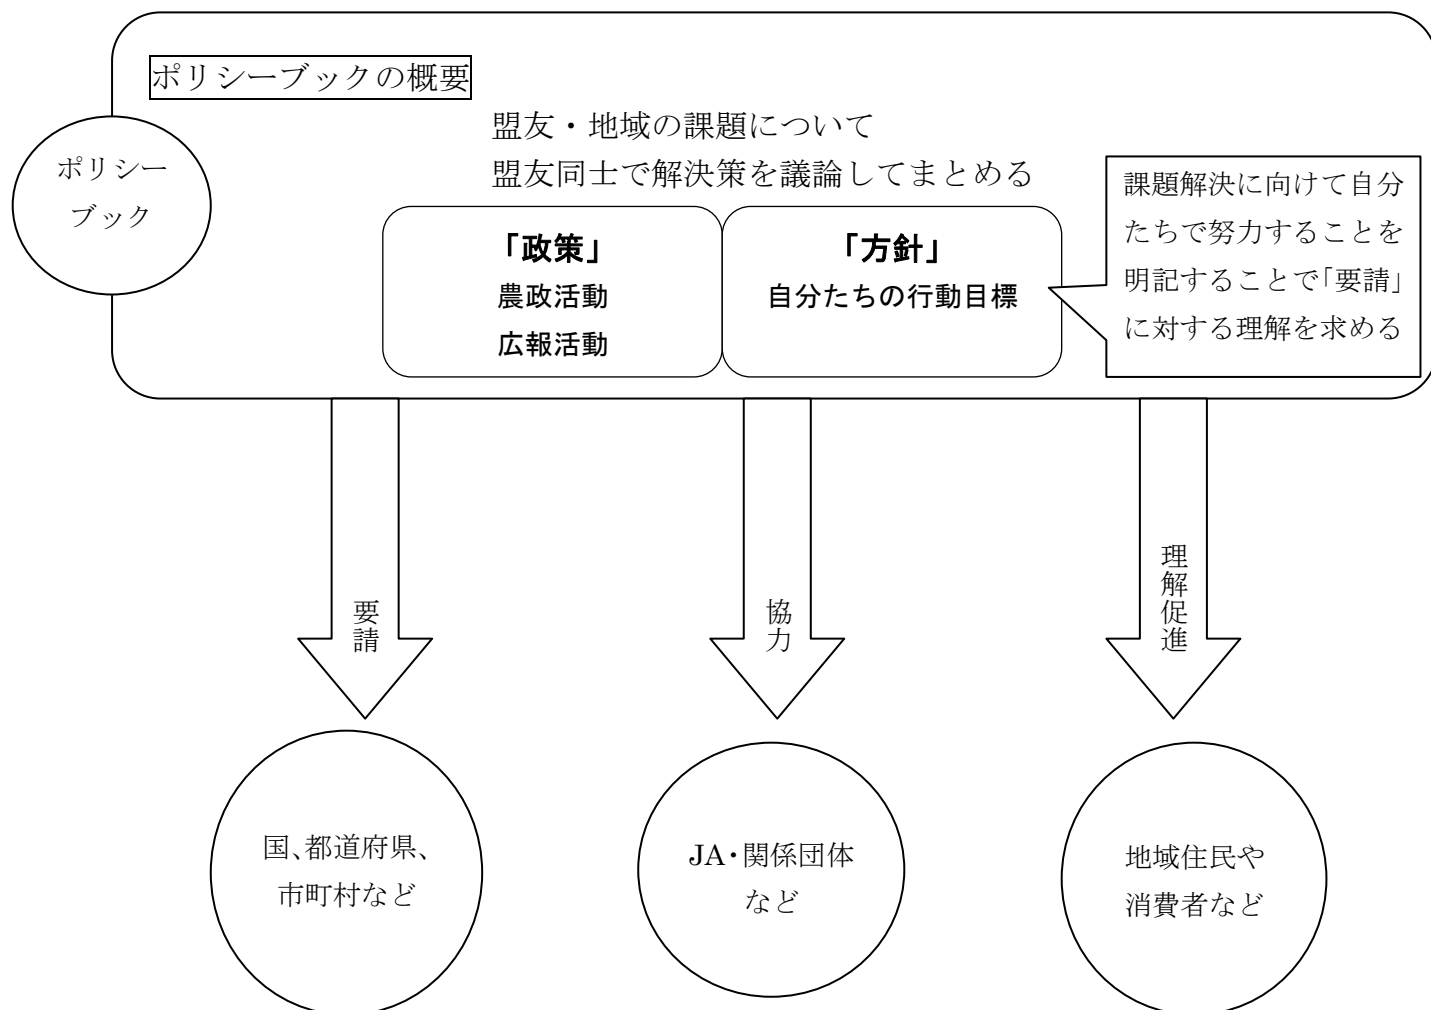 ポリシーブックの概要
ポリシー
ブック
盟友・地域の課題について
盟友同士で解決策を議論してまとめる
「政策」
農政活動
広報活動
「方針」
自分たちの行動目標
課題解決に向けて自分
たちで努力することを
明記することで「要請」
に対する理解を求める
要請
協力
理解促進
国、都道府県、
市町村など
JA・関係団体
など
地域住民や
消費者など